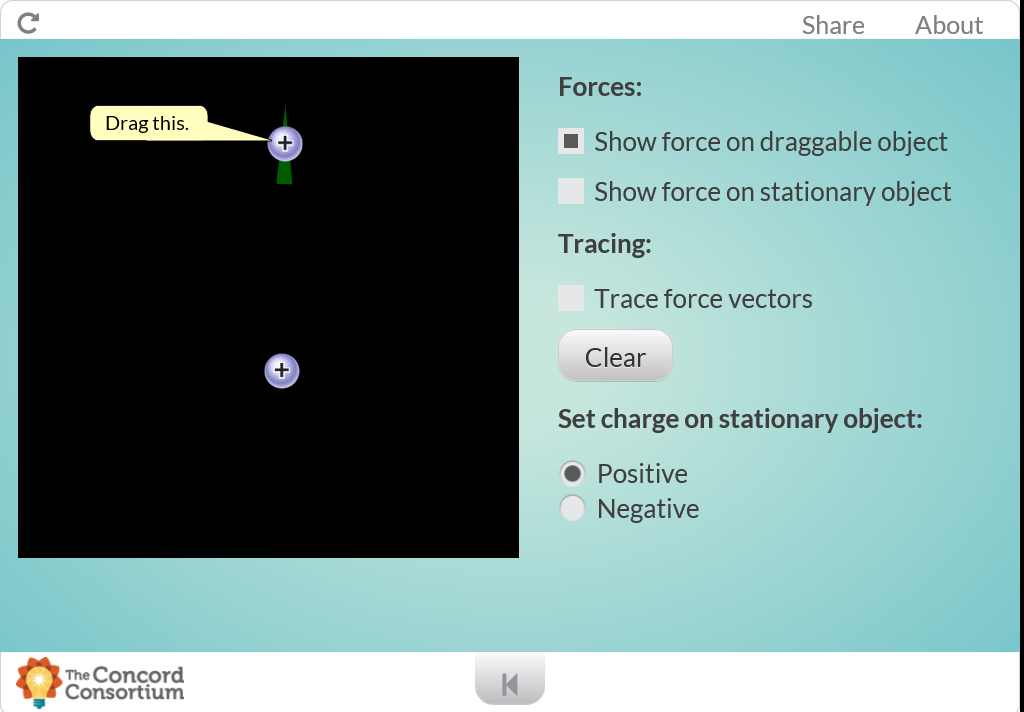 Share About
Drag this.
+
+
Forces:
Show force on draggable object
Show force on stationary object
Tracing:
Trace force vectors
Clear
Set charge on stationary object:
Positive
Negative
The Concord
Consortium